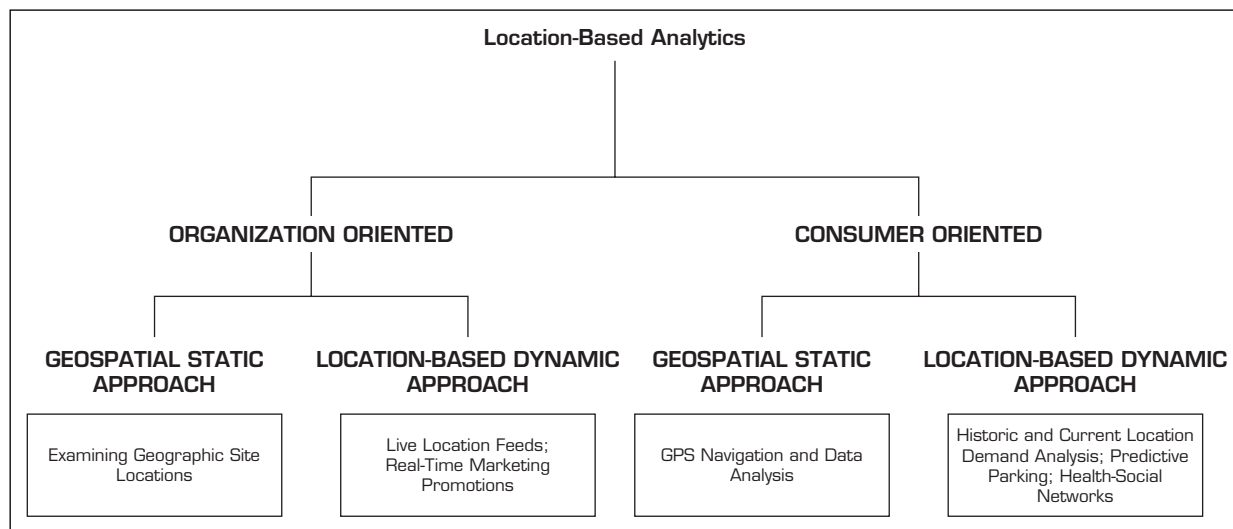 Location-Based Analytics
ORGANIZATION ORIENTED
CONSUMER ORIENTED
GEOSPATIAL STATIC
APPROACH
LOCATION-BASED DYNAMIC
APPROACH
GEOSPATIAL STATIC
APPROACH
LOCATION-BASED DYNAMIC
APPROACH
Examining Geographic Site
Locations
Live Location Feeds;
Real-Time Marketing
Promotions
GPS Navigation and Data
Analysis
Historic and Current Location
Demand Analysis; Predictive
Parking; Health-Social
Networks